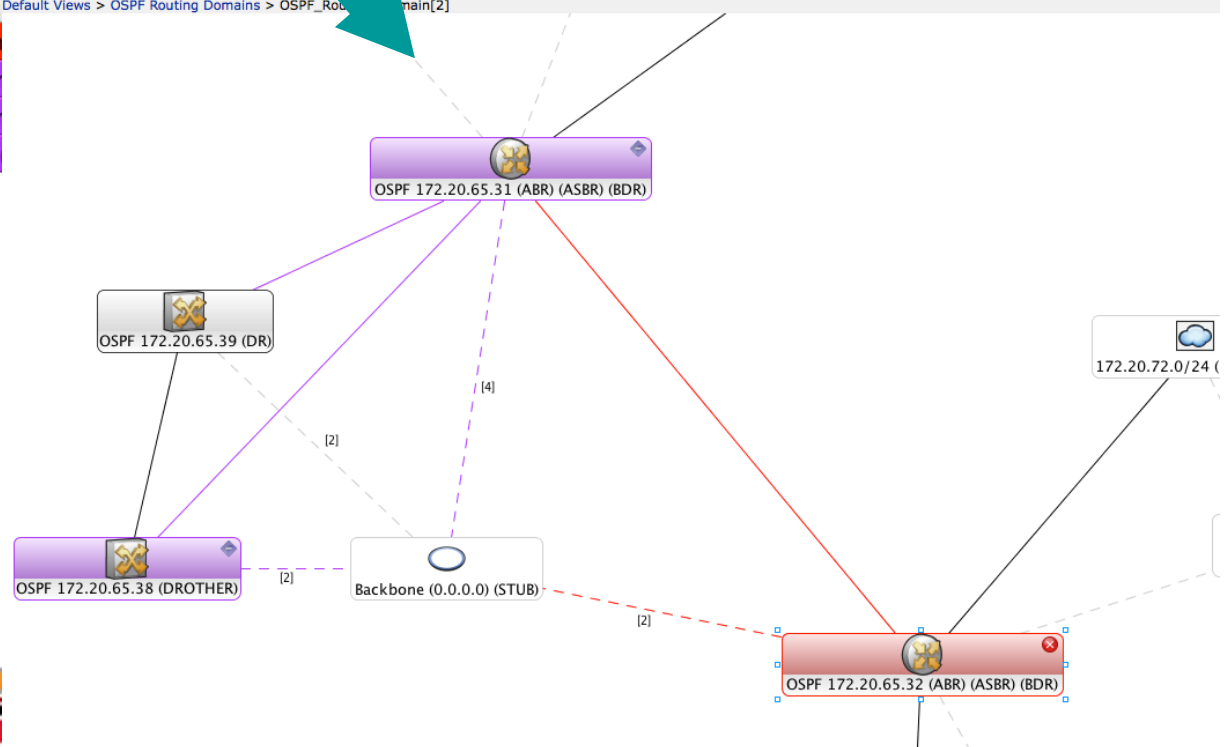 Default Views > OSPF Routing Domains > OSPF_Rou main[2]
OSPF 172.20.65.31 (ABR) (ASBR) (BDR)
OSPF 172.20.65.39 (DR)
172.20.72.0/24 (
[4]
[2]
OSPF 172.20.65.38 (DROTHER)
[2]
Backbone (0.0.0.0) (STUB)
[2]
OSPF 172.20.65.32 (ABR) (ASBR) (BDR)